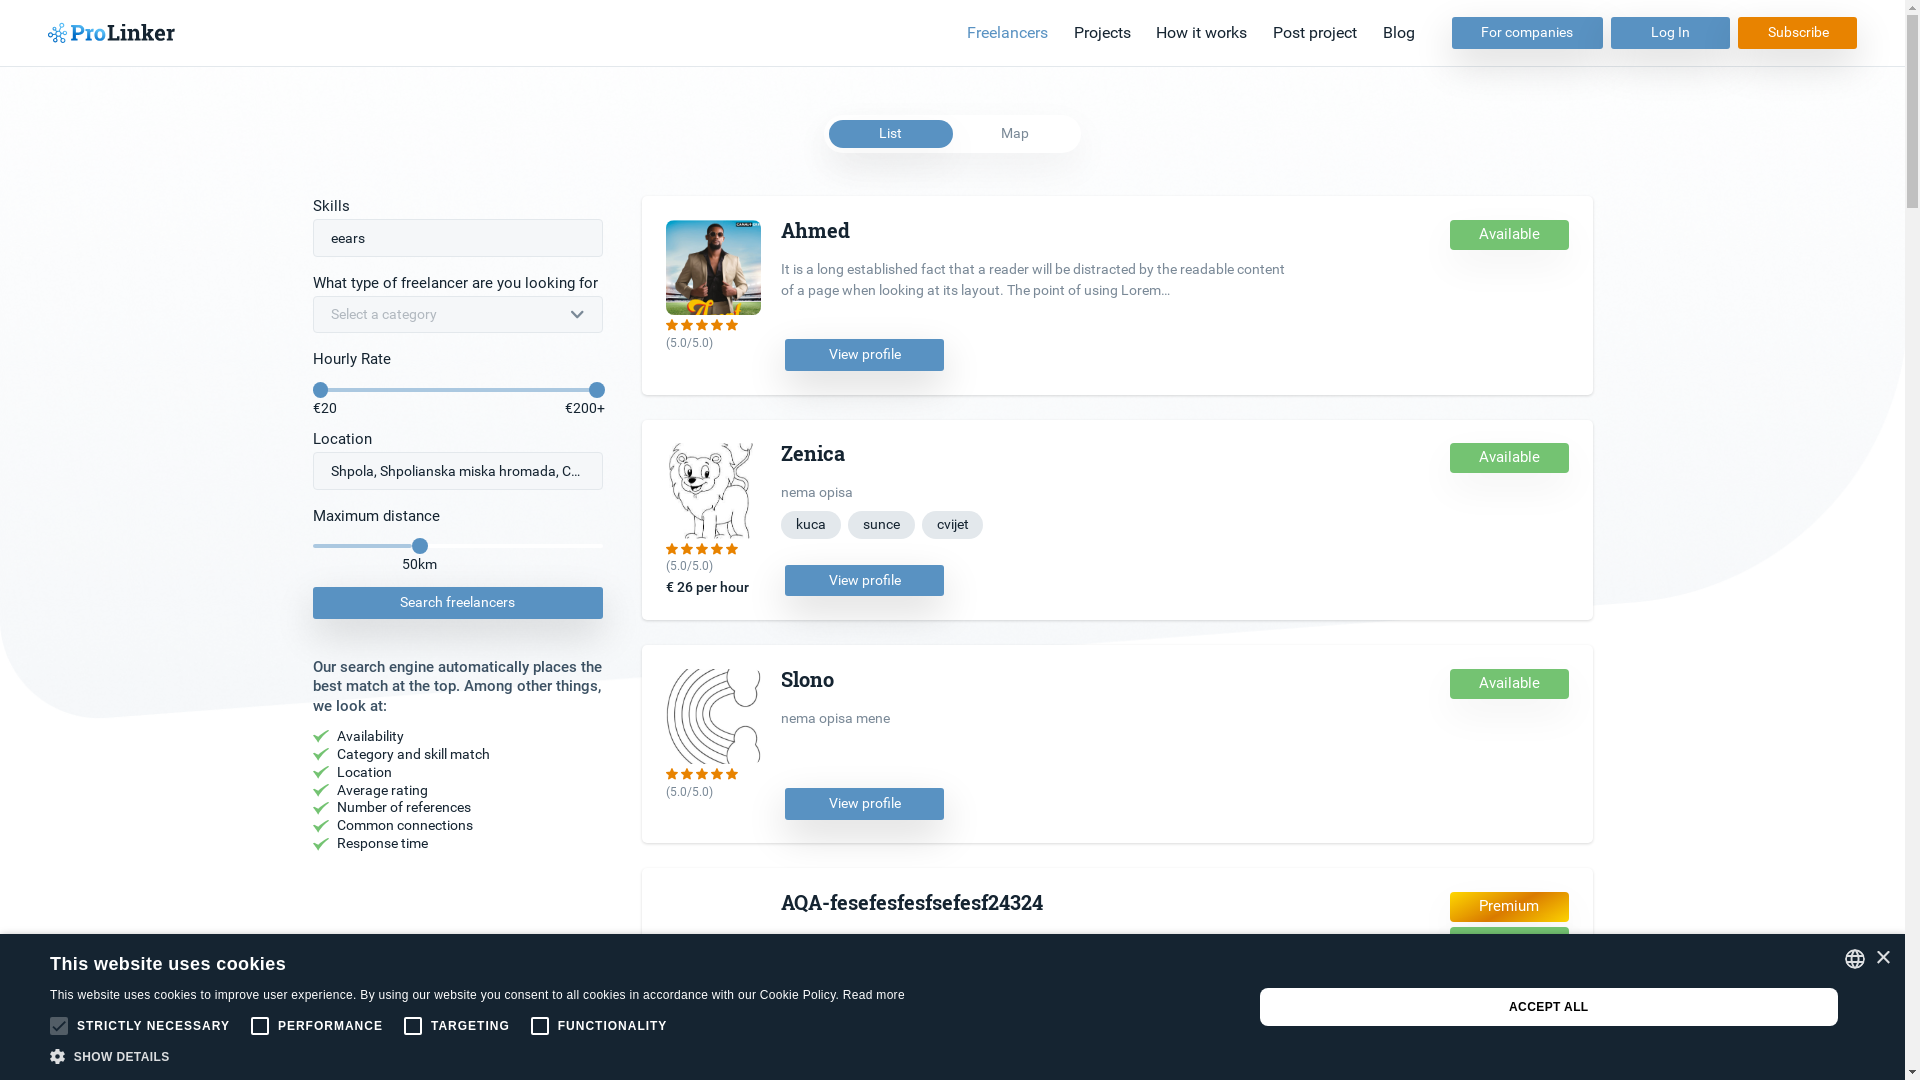 ProLinker
Freelancers
Projects
How it works
Post project
Blog
For companies
Log In
Subscribe
List
Map
Skills
eears
What type of freelancer are you looking for
Select a category
Hourly Rate
€20
€200+
Location
Shpola, Shpolianska miska hromada, C...
Maximum distance
50km
Search freelancers
Our search engine automatically places the
best match at the top. Among other things,
we look at:
Availability
Category and skill match
Location
Average rating
Number of references
Common connections
Response time
Ahmed
It is a long established fact that a reader will be distracted by the readable content
of a page when looking at its layout. The point of using Lorem...
(5.0/5.0)
View profile
Available
Zenica
nema opisa
kuca
sunce
cvijet
(5.0/5.0)
€ 26 per hour
View profile
Available
Slono
nema opisa mene
(5.0/5.0)
View profile
Available
AQA-fesefesfesfsefesf24324
Premium
This website uses cookies
This website uses cookies to improve user experience. By using our website you consent to all cookies in accordance with our Cookie Policy. Read more
STRICTLY NECESSARY
PERFORMANCE
TARGETING
FUNCTIONALITY
SHOW DETAILS
ACCEPT ALL